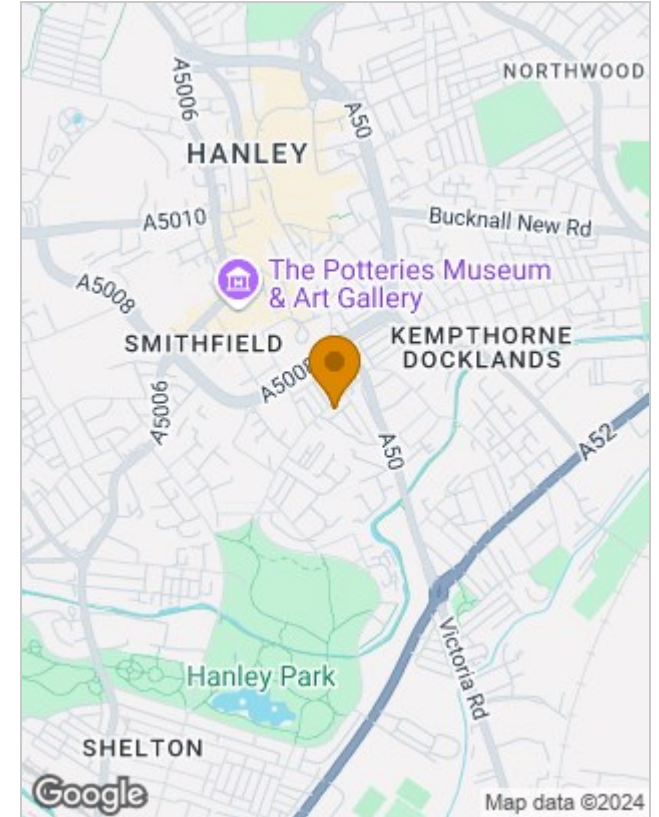 A5006
NORTHWOOD
A50
HANLEY
A5010
Bucknall New Rd
The Potteries Museum
& Art Gallery
A5008
SMITHFIELD
KEMPTHORNE
DOCKLANDS
A5008
A5006
A50
A52
Victoria Rd
Hanley Park
SHELTON
Google
Map data ©2024